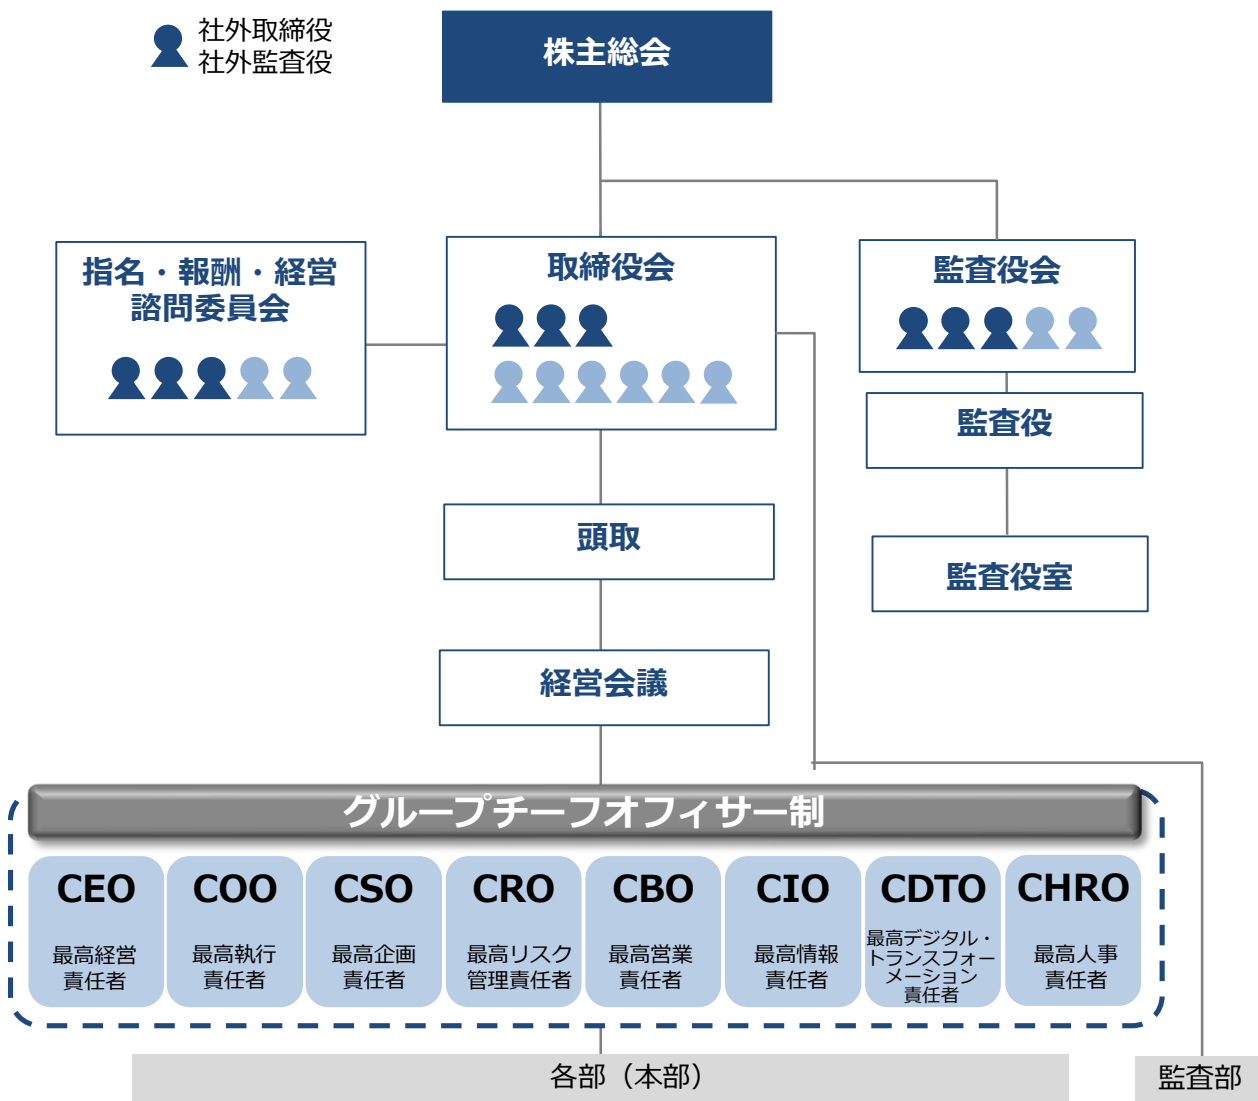 社外取締役
社外監査役
株主総会
指名・報酬・経営
諮問委員会
取締役会
監査役会
監査役
頭取
監査役室
経営会議
グループチーフオフィサー制
CEO
最高経営
責任者
COO
最高執行
責任者
CSO
最高企画
責任者
CRO
最高リスク
管理責任者
CBO
最高営業
責任者
CIO
最高情報
責任者
CDTO
最高デジタル・
トランスフォー
メーション
責任者
CHRO
最高人事
責任者
各部（本部）
監査部